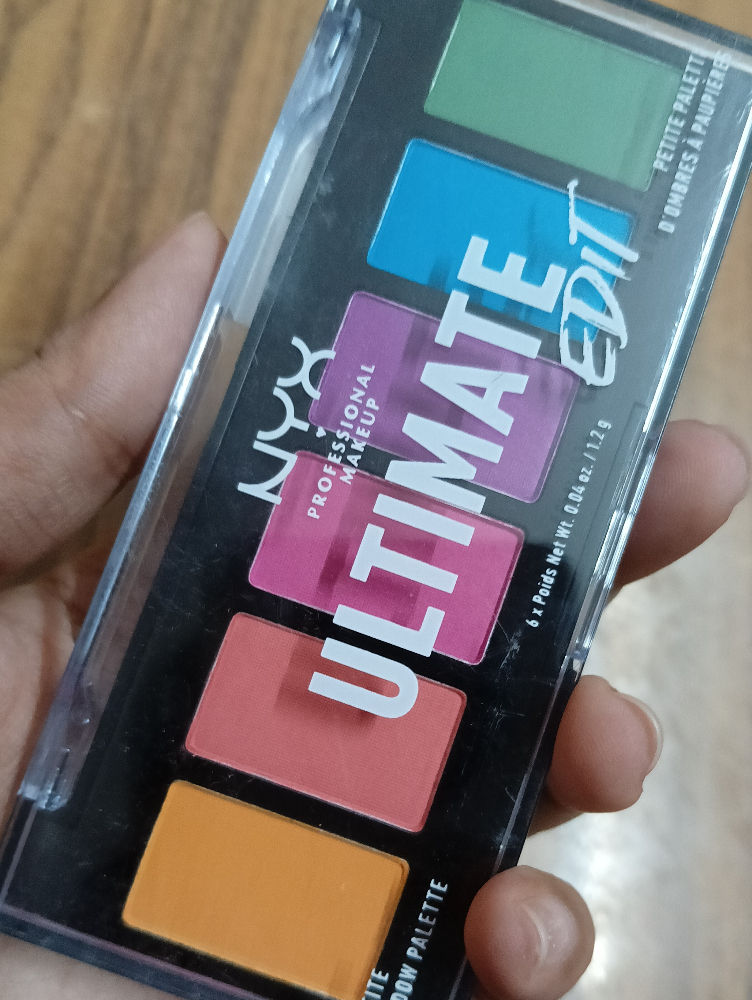 NYX
PROFESSIONAL
MAKEUP
ULTIMATE
EDIT
ITE
DOW PALETTE
6 x Poids Net Wt. 0.04 oz. / 1.2 g
PETITE PALETTE
D'OMBRES À PAUPIÈRES